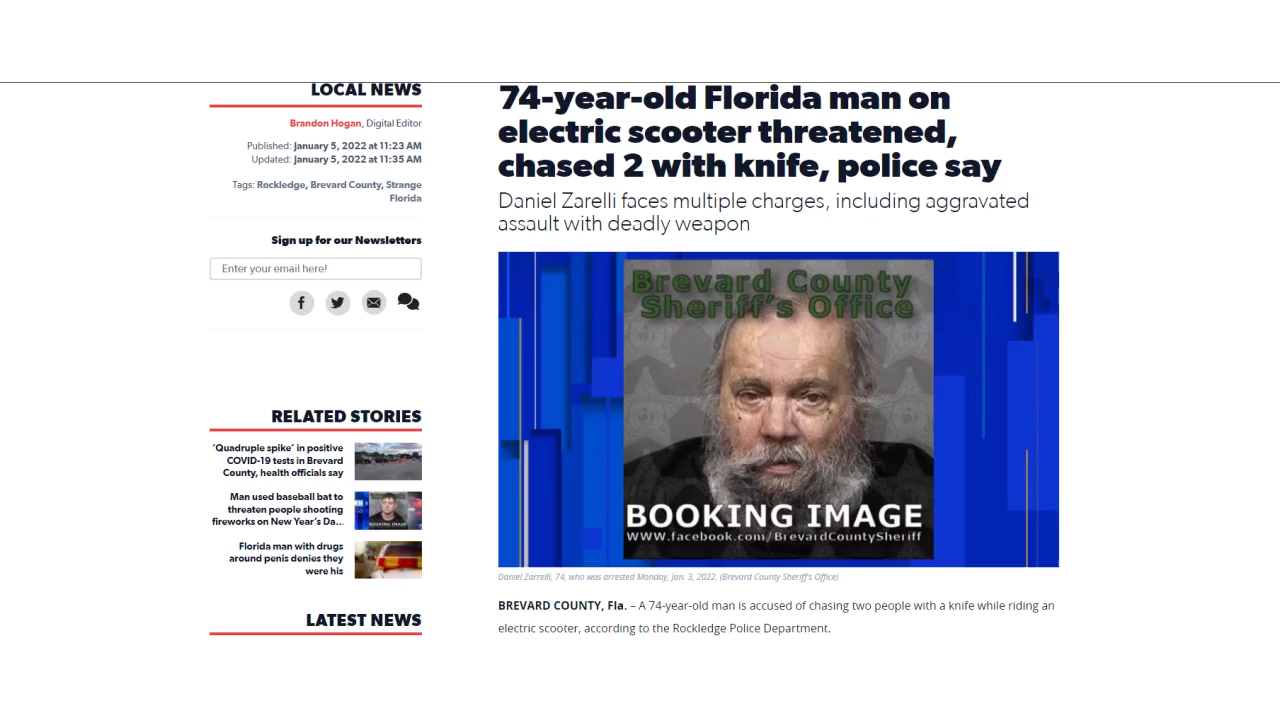 LOCAL NEWS
Brandon Hogan, Digital Editor
Published: January 5, 2022 at 11:23 AM
Updated: January 5, 2022 at 11:35 AM
Tags: Rockledge, Brevard County, Strange
Florida
Sign up for our Newsletters
Enter your email here!
RELATED STORIES
‘Quadruple spike’ in positive
COVID-19 tests in Brevard
County, health officials say
Man used baseball bat to
threaten people shooting
fireworks on New Year’s Da...
BOOKING IMAGE
Florida man with drugs
around penis denies they
were his
LATEST NEWS
74-year-old Florida man on
electric scooter threatened,
chased 2 with knife, police say
Daniel Zarelli faces multiple charges, including aggravated
assault with deadly weapon
Brevard County
Sheriff's Office
BOOKING IMAGE
WWW.facebook.com/BrevardCountySheriff
Daniel Zarrelli, 74, who was arrested Monday, Jan. 3, 2022. (Brevard County Sheriff's Office)
BREVARD COUNTY, Fla. – A 74-year-old man is accused of chasing two people with a knife while riding an
electric scooter, according to the Rockledge Police Department.